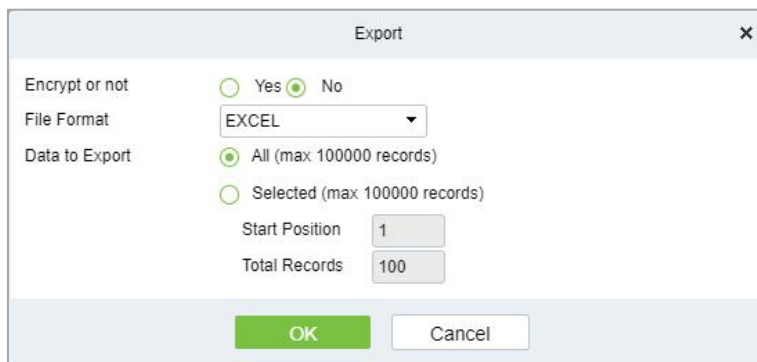 Export
Encrypt or not Yes No
File Format EXCEL
Data to Export All (max 100000 records)
Selected (max 100000 records)
Start Position 1
Total Records 100
OK Cancel